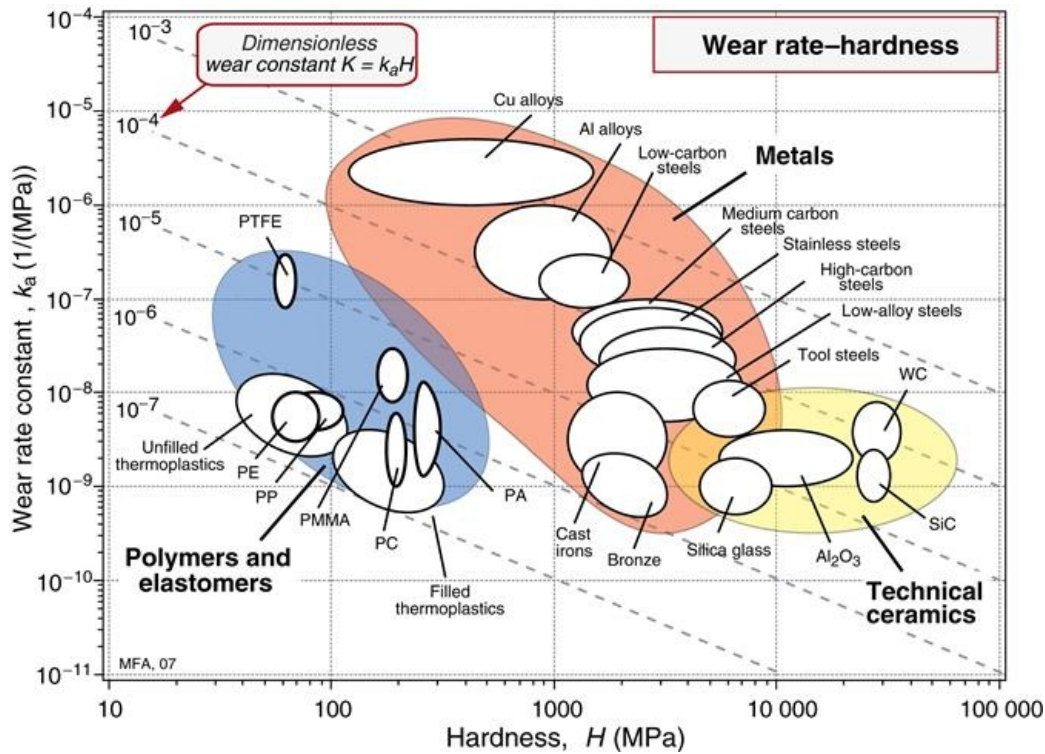 Wear rate–hardness
Dimensionless
wear constant K = kₐH
10⁻³
10⁻⁴
10⁻⁵
10⁻⁶
10⁻⁷
Wear rate constant , kₐ (1/(MPa))
10⁻⁴
10⁻⁵
10⁻⁶
10⁻⁷
10⁻⁸
10⁻⁹
10⁻¹⁰
10⁻¹¹
Cu alloys
Al alloys
Low-carbon
steels
Metals
Medium carbon
steels
Stainless steels
High-carbon
steels
Low-alloy steels
Tool steels
WC
PTFE
Unfilled
thermoplastics
PE
PP
PMMA
PC
PA
Polymers and
elastomers
Filled
thermoplastics
Cast
irons
Bronze
Silica glass
Al₂O₃
SiC
Technical
ceramics
MFA, 07
10
100
1000
10 000
100 000
Hardness, H (MPa)